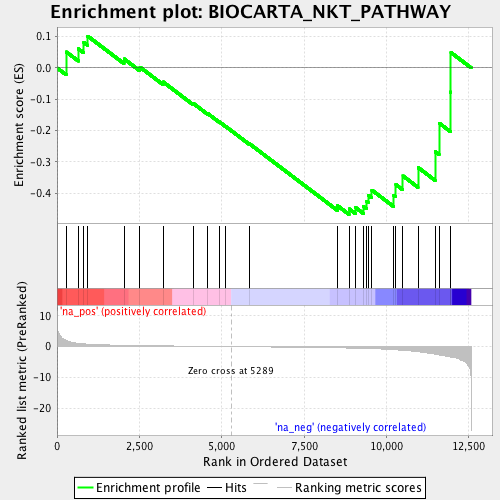 Enrichment plot: BIOCARTA_NKT_PATHWAY
Enrichment score (ES)
0.1
0.0
-0.1
-0.2
-0.3
-0.4
'na_pos' (positively correlated)
Ranked list metric (PreRanked)
10
0
-10
-20
Zero cross at 5289
'na_neg' (negatively correlated)
0
2,500
5,000
7,500
10,000
12,500
Rank in Ordered Dataset
Enrichment profile
Hits
Ranking metric scores